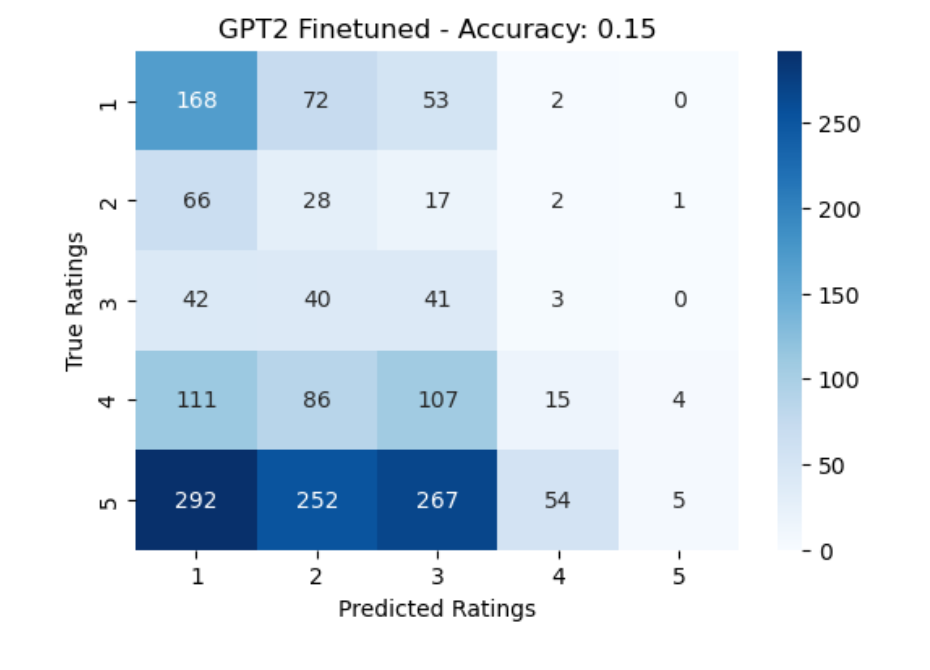 GPT2 Finetuned - Accuracy: 0.15
True Ratings
1 168 72 53 2 0
2 66 28 17 2 1
3 42 40 41 3 0
4 111 86 107 15 4
5 292 252 267 54 5
1 2 3 4 5
Predicted Ratings
250
200
150
100
50
0